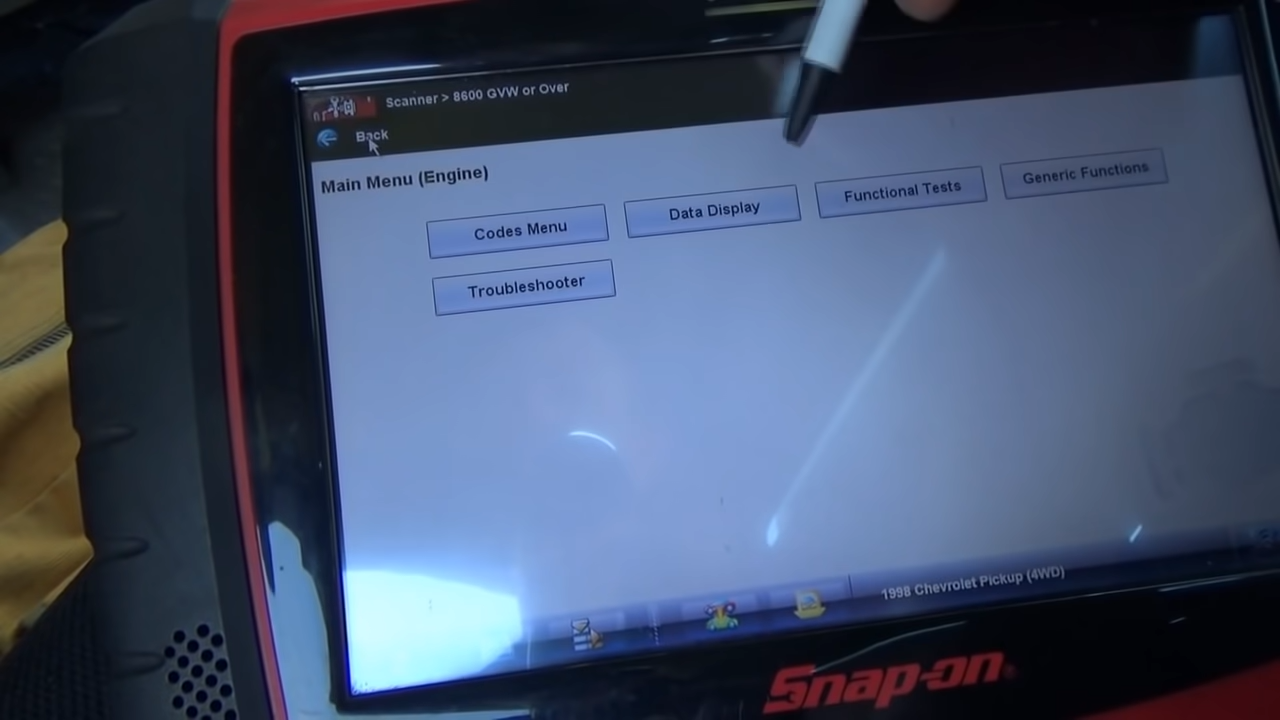 Scanner > 8600 GVW or Over
Back
Main Menu (Engine)
Codes Menu
Data Display
Functional Tests
Generic Functions
Troubleshooter
1998 Chevrolet Pickup (4WD)
Snap-on